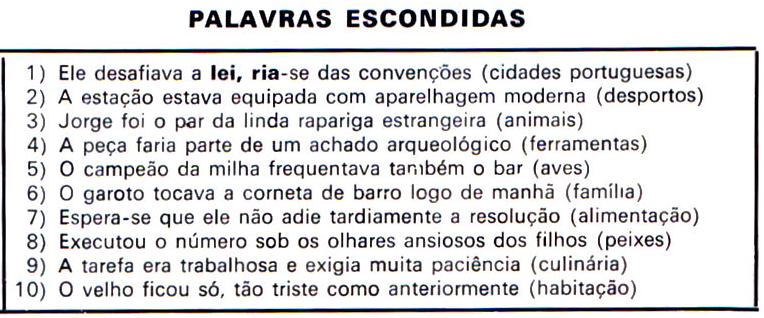 PALAVRAS ESCONDIDAS
1) Ele desafiava a lei, ria-se das convenções (cidades portuguesas)
2) A estação estava equipada com aparelhagem moderna (desportos)
3) Jorge foi o par da linda rapariga estrangeira (animais)
4) A peça faria parte de um achado arqueológico (ferramentas)
5) O campeão da milha frequentava também o bar (aves)
6) O garoto tocava a corneta de barro logo de manhã (família)
7) Espera-se que ele não adie tardiamente a resolução (alimentação)
8) Executou o número sob os olhares ansiosos dos filhos (peixes)
9) A tarefa era trabalhosa e exigia muita paciência (culinária)
10) O velho ficou só, tão triste como anteriormente (habitação)